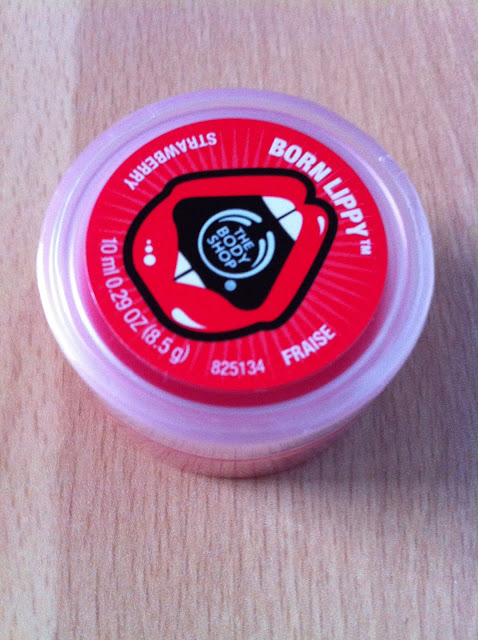 BORN LIPPY™
STRAWBERRY
THE
BODY
SHOP
10 ml 0.29 OZ (8.5 g)
825134
FRAISE